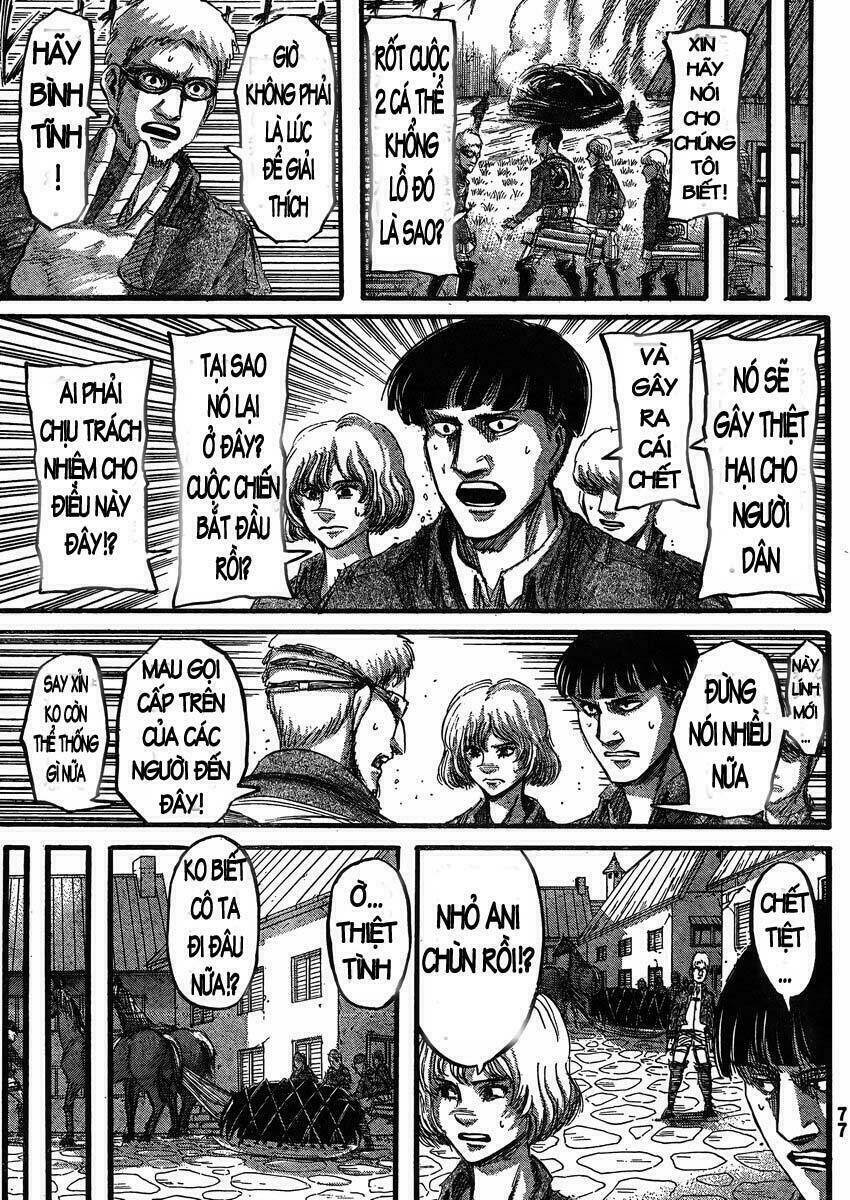 XIN
HÃY
NÓI
CHO
CHÚNG
TÔI
BIẾT!
RỐT CUỘC
2 CÁ THỂ
KHỔNG
LỒ ĐÓ
LÀ SAO?
GIỜ
KHÔNG PHẢI
LÀ LÚC
ĐỂ GIẢI
THÍCH
HÃY
BÌNH
TĨNH
!
NÓ SẼ
GÂY THIỆT
HẠI CHO
NGƯỜI
DÂN
VÀ
GÂY
RA
CÁI
CHẾT
TẠI SAO
NÓ LẠI
Ở ĐÂY?
CUỘC CHIẾN
BẮT ĐẦU
RỒI?
AI PHẢI
CHỊU TRÁCH
NHIỆM CHO
ĐIỀU NÀY
ĐÂY!?
NÀY
LÍNH
MỚI
...
ĐỪNG
NÓI NHIỀU
NỮA
MAU GỌI
CẤP TRÊN
CỦA CÁC
NGƯỜI ĐẾN
ĐÂY!
SAY XỈN
KO CÒN
THỂ THỐNG
GÌ NỮA
CHẾT
TIỆT
...
NHỎ ANI
CHÙN RỒI!?
Ờ...
THIỆT
TÌNH
KO BIẾT
CÔ TA
ĐI ĐÂU
NỮA!?
77